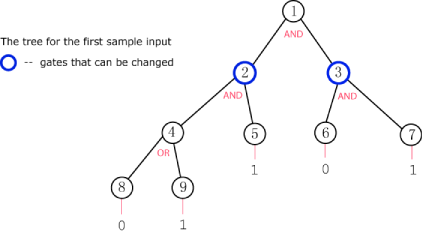 1
The tree for the first sample input
AND
-- gates that can be changed
2
3
AND
AND
4
5
6
7
OR
1
0
1
8
9
0
1